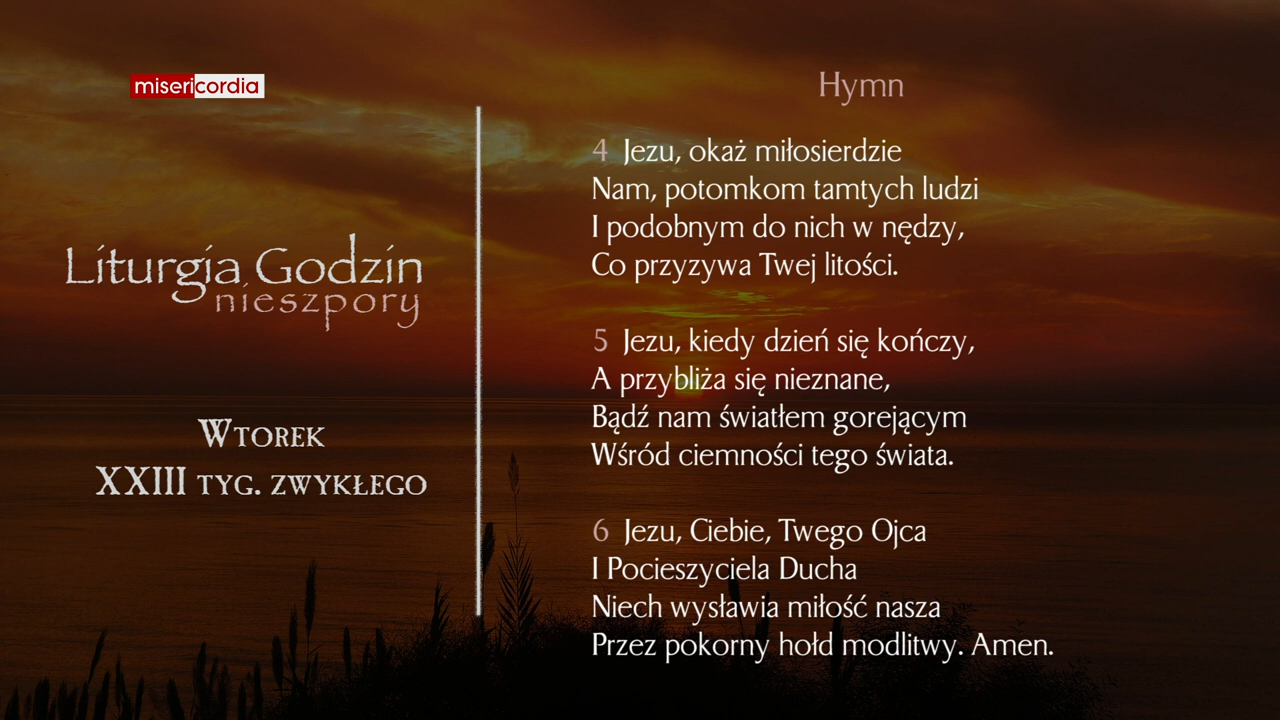 misericordia
Liturgia Godzin
nieszpory
Wtorek
XXIII tyg. zwykłego
Hymn
4 Jezu, okaż miłosierdzie
Nam, potomkom tamtych ludzi
I podobnym do nich w nędzy,
Co przyzywa Twej litości.
5 Jezu, kiedy dzień się kończy,
A przybliża się nieznane,
Bądź nam światłem gorejącym
Wśród ciemności tego świata.
6 Jezu, Ciebie, Twego Ojca
I Pocieszyciela Ducha
Niech wysławia miłość nasza
Przez pokorny hołd modlitwy. Amen.